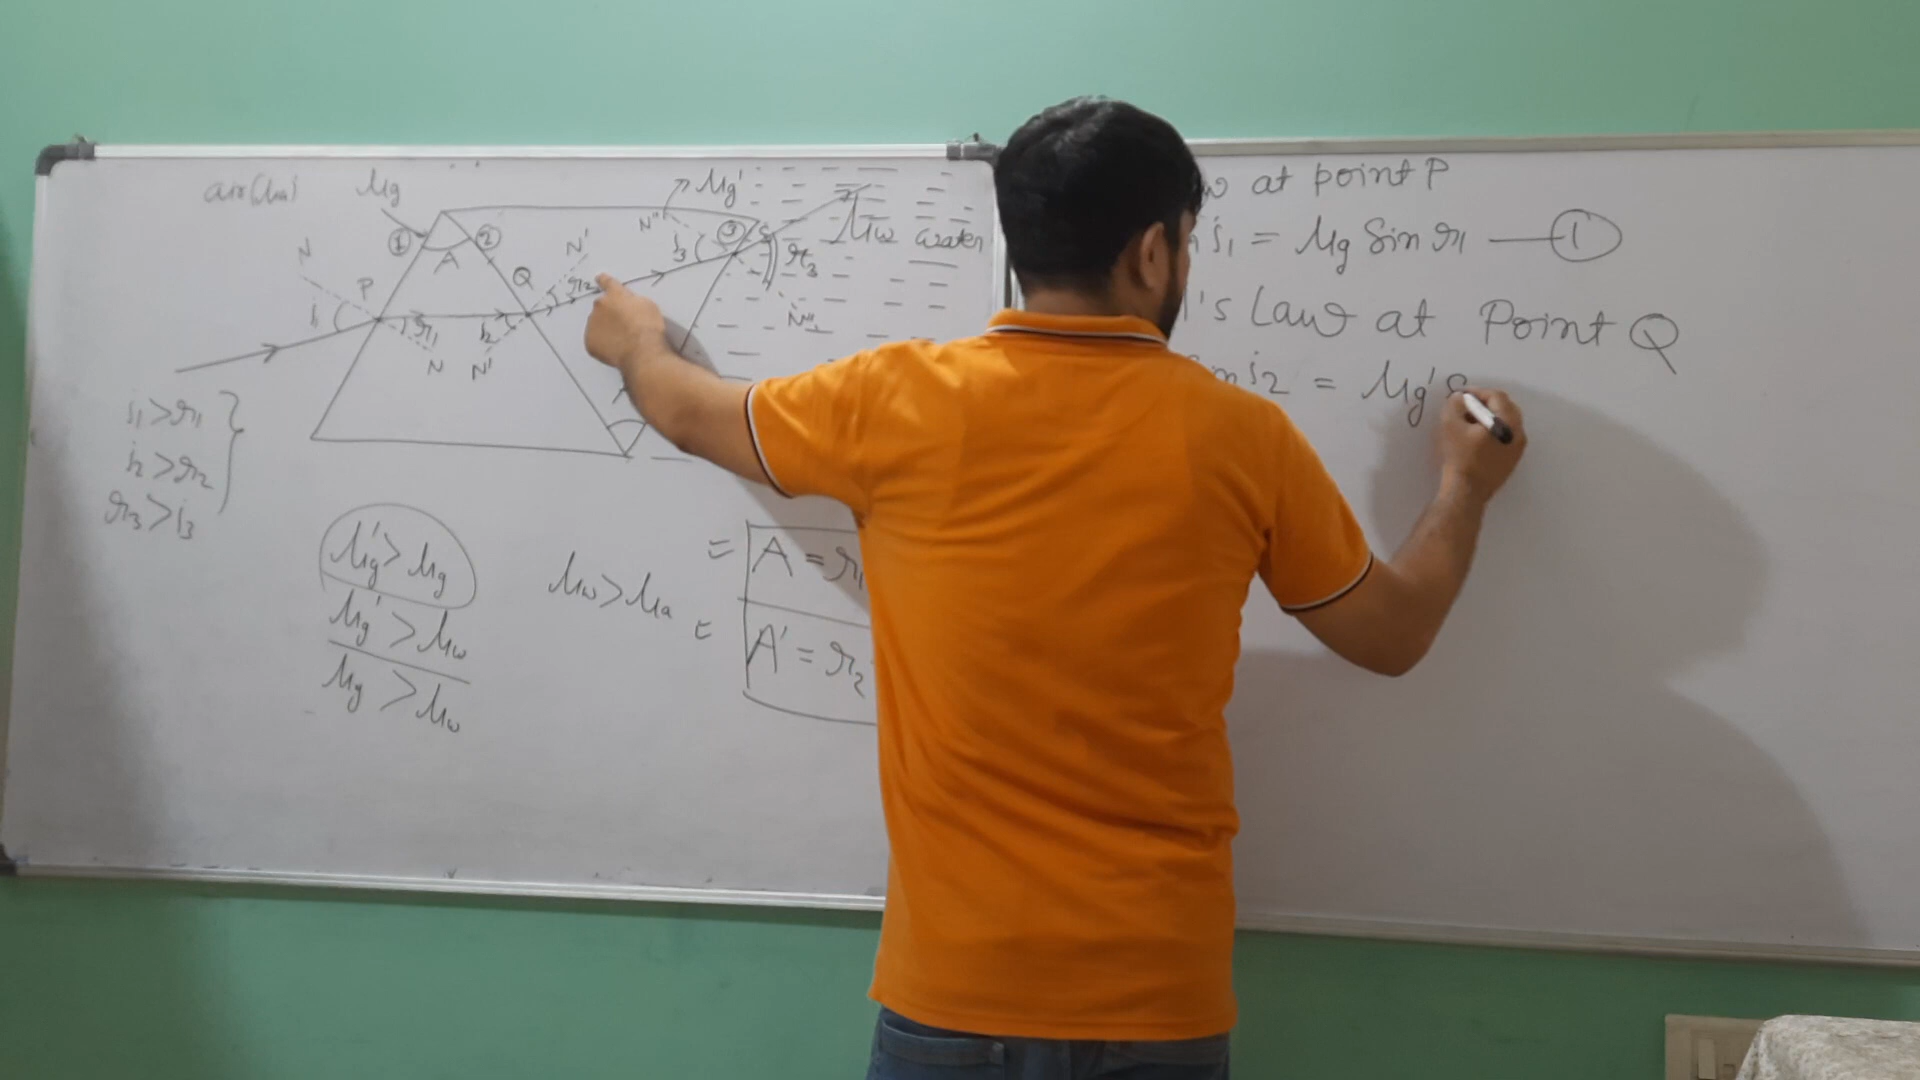 air(μa)
μg
μg'
μw
water
N
N'
N"
P
Q
①
②
③
A
i₁
r₁
i₂
r₂
i₃
r₃
N
N'
N"
i₁ > r₁
i₂ > r₂
r₃ > i₃
μg' > μg
μg' > μw
μg > μw
μw > μa
= A = r₁
= A' = r₂
at point P
i₁ = μg Sin r₁ — ①
's Law at Point Q
i₂ = μg'